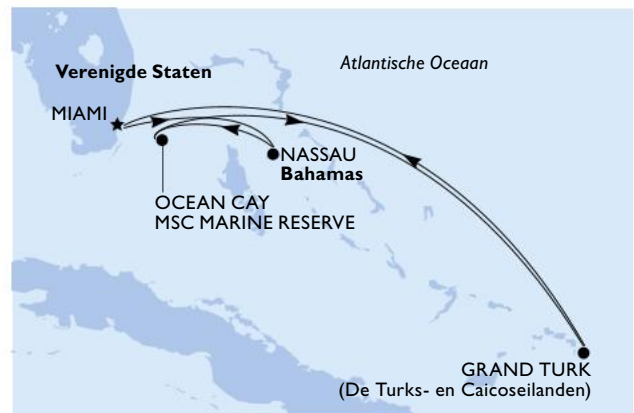 Atlantische Oceaan
Verenigde Staten
MIAMI
NASSAU
Bahamas
OCEAN CAY
MSC MARINE RESERVE
GRAND TURK
(De Turks- en Caicoseilanden)